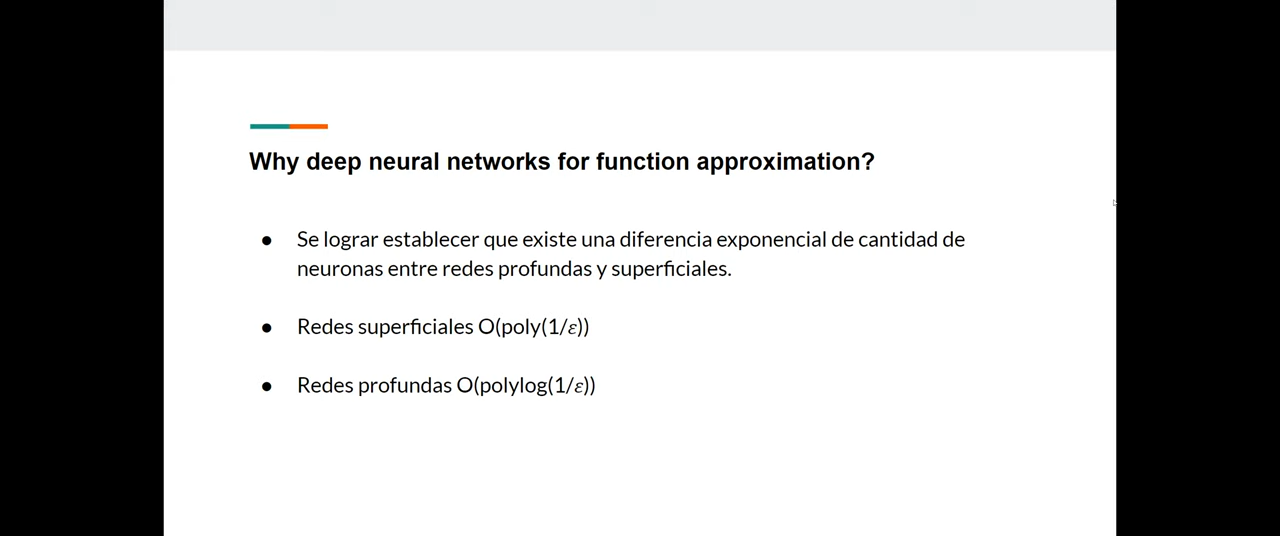 Why deep neural networks for function approximation?
● Se lograr establecer que existe una diferencia exponencial de cantidad de
neuronas entre redes profundas y superficiales.
● Redes superficiales O(poly(1/ε))
● Redes profundas O(polylog(1/ε))